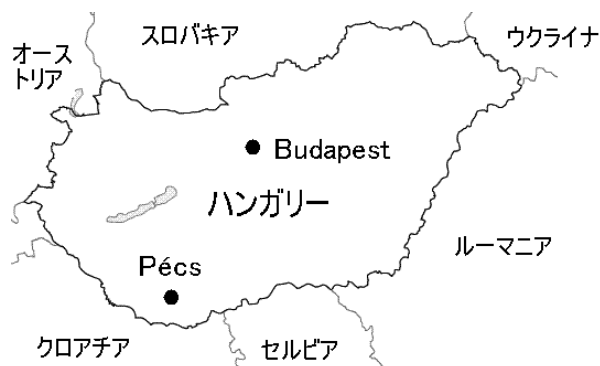 スロバキア
ウクライナ
オース
トリア
Budapest
ハンガリー
ルーマニア
Pécs
クロアチア
セルビア